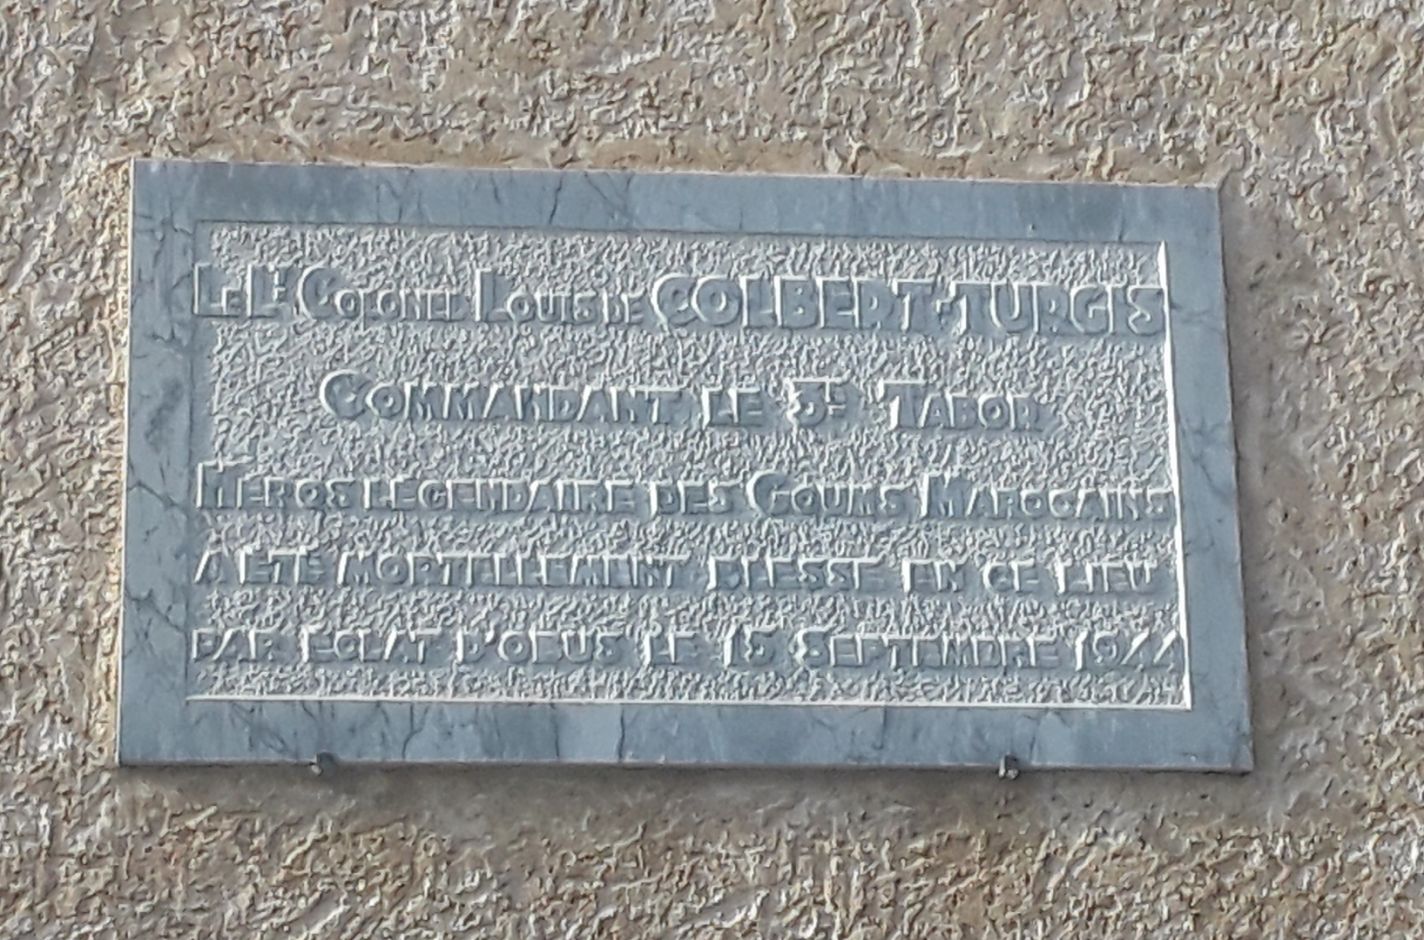 Le Lt Colonel Louis de COLBERT-TURGIS
Commandant le 5e Tabor
Heros legendaire des Goums Marocains
a ete mortellement blesse en ce lieu
par eclat d'obus le 15 Septembre 1944